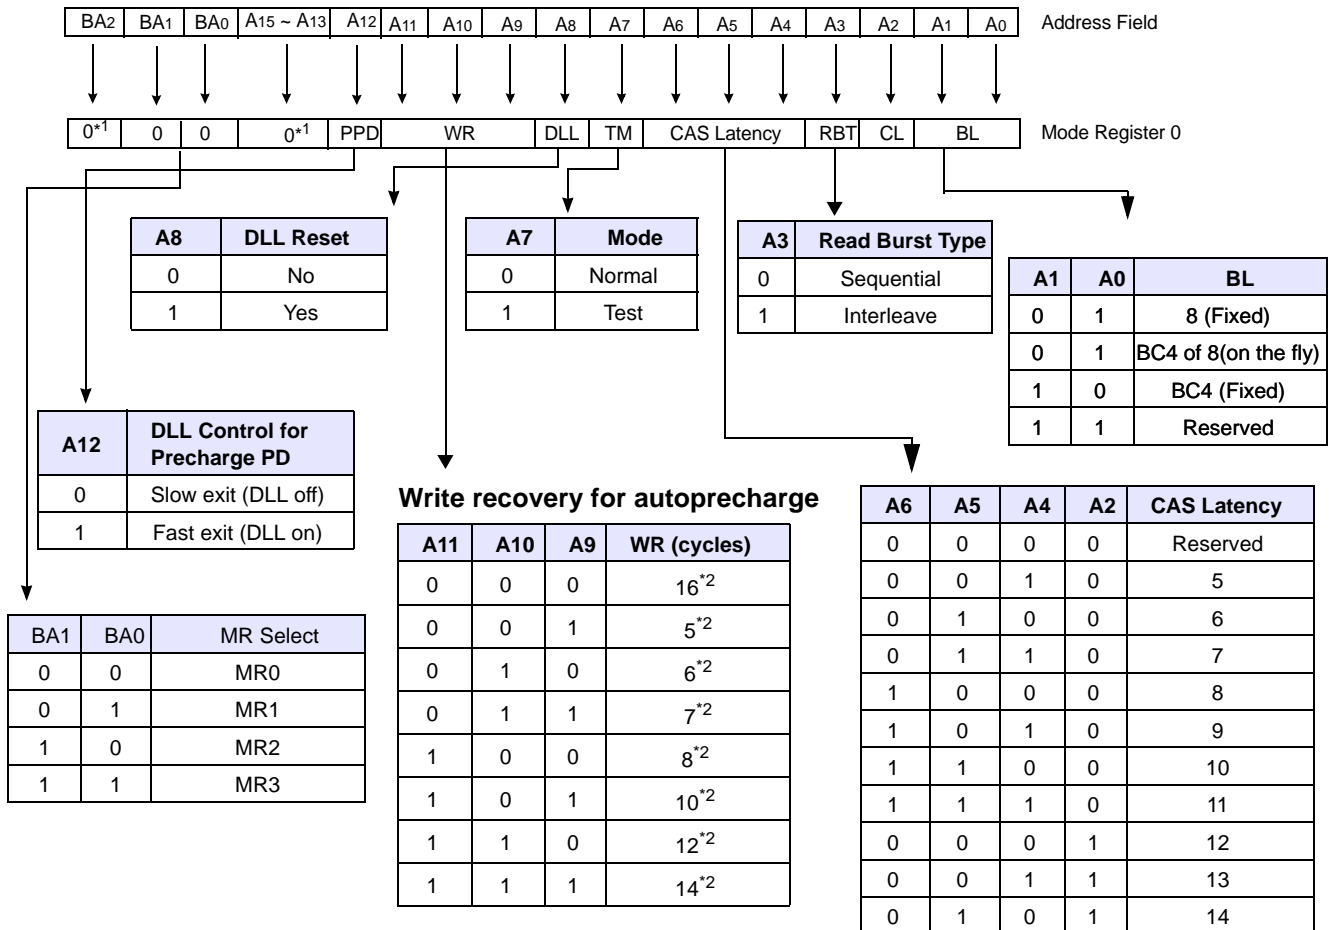 BA2 BA1 BA0 A15 ~ A13 A12 A11 A10 A9 A8 A7 A6 A5 A4 A3 A2 A1 A0 Address Field
0*1 0 0 0*1 PPD WR DLL TM CAS Latency RBT CL BL Mode Register 0
A8 DLL Reset
0 No
1 Yes
A7 Mode
0 Normal
1 Test
A3 Read Burst Type
0 Sequential
1 Interleave
A1 A0 BL
0 1 8 (Fixed)
0 1 BC4 of 8(on the fly)
1 0 BC4 (Fixed)
1 1 Reserved
A12 DLL Control for
Precharge PD
0 Slow exit (DLL off)
1 Fast exit (DLL on)
Write recovery for autoprecharge
A11 A10 A9 WR (cycles)
0 0 0 16*2
0 0 1 5*2
0 1 0 6*2
0 1 1 7*2
1 0 0 8*2
1 0 1 10*2
1 1 0 12*2
1 1 1 14*2
A6 A5 A4 A2 CAS Latency
0 0 0 0 Reserved
0 0 1 0 5
0 1 0 0 6
0 1 1 0 7
1 0 0 0 8
1 0 1 0 9
1 1 0 0 10
1 1 1 0 11
0 0 0 1 12
0 0 1 1 13
0 1 0 1 14
BA1 BA0 MR Select
0 0 MR0
0 1 MR1
1 0 MR2
1 1 MR3